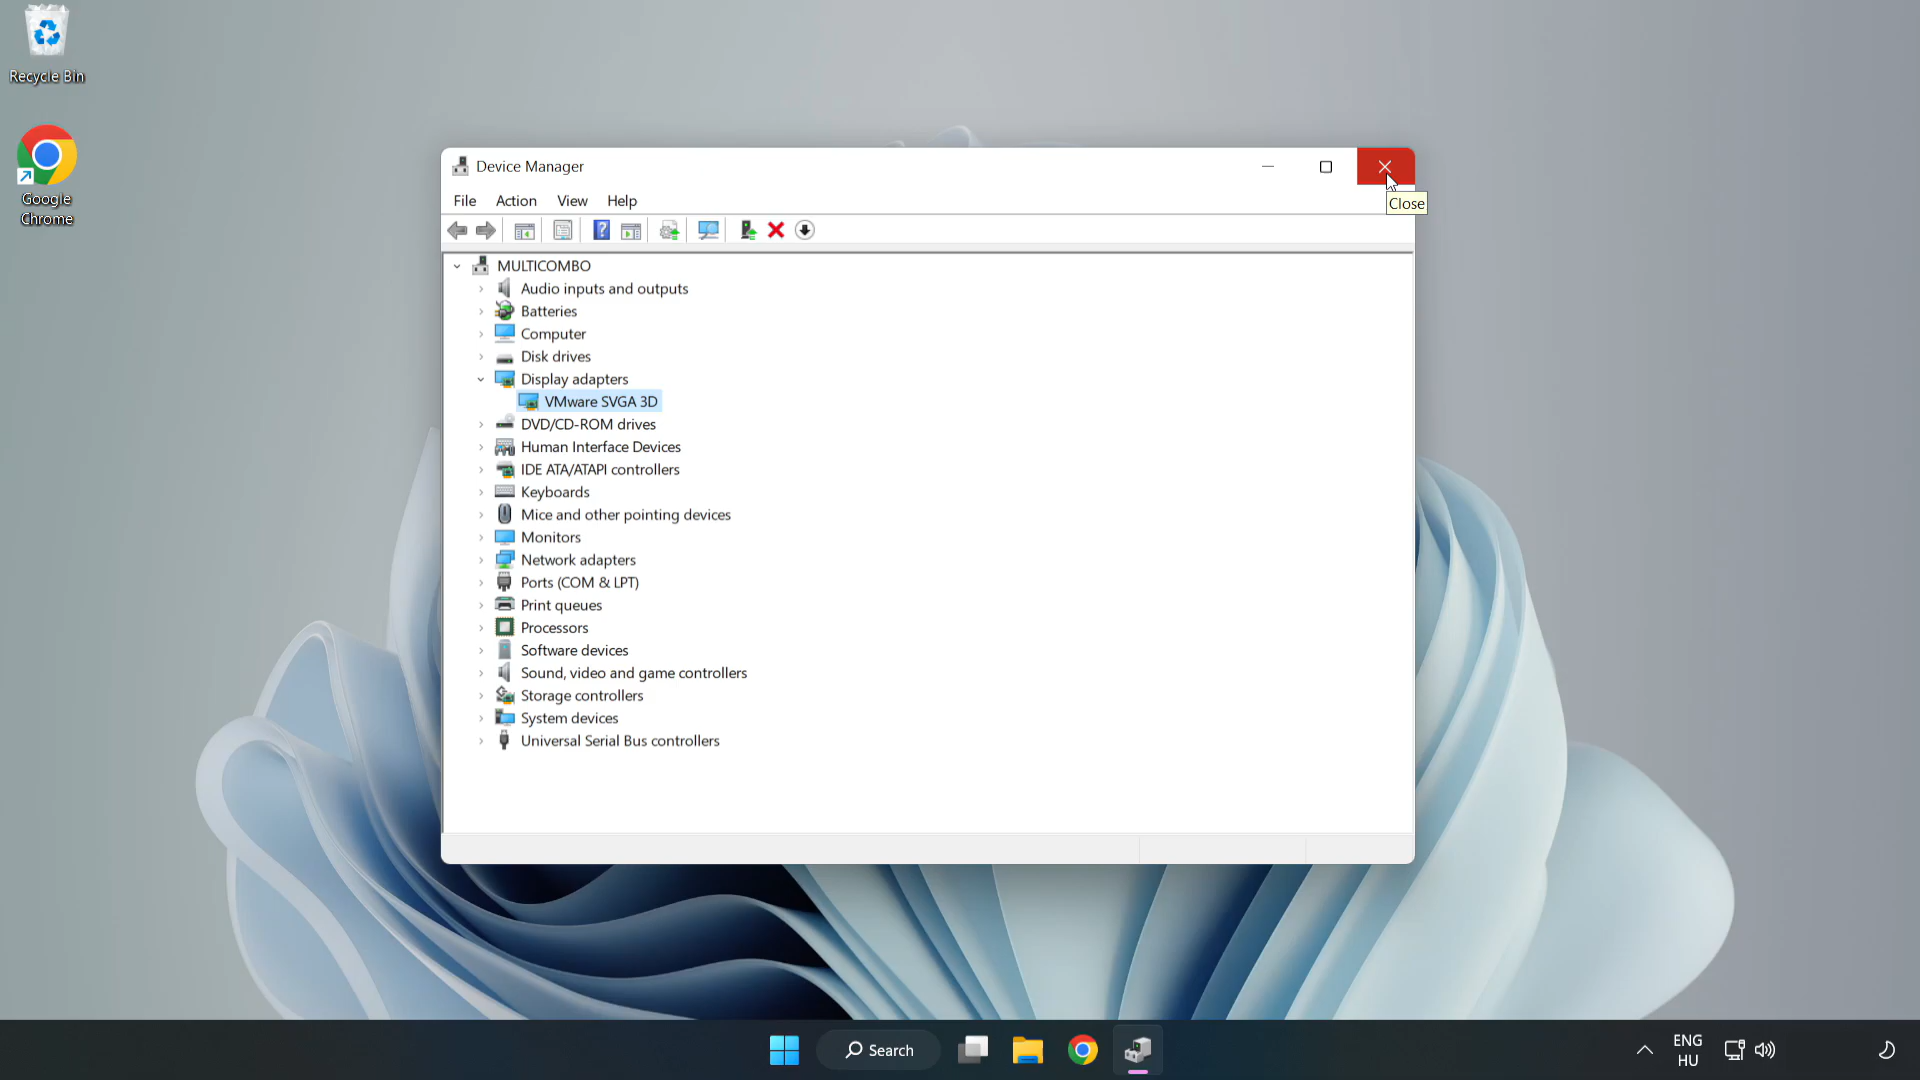 Recycle Bin
Google
Chrome
Device Manager
Close
File Action View Help
MULTICOMBO
Audio inputs and outputs
Batteries
Computer
Disk drives
Display adapters
VMware SVGA 3D
DVD/CD-ROM drives
Human Interface Devices
IDE ATA/ATAPI controllers
Keyboards
Mice and other pointing devices
Monitors
Network adapters
Ports (COM & LPT)
Print queues
Processors
Software devices
Sound, video and game controllers
Storage controllers
System devices
Universal Serial Bus controllers
Search
ENG
HU